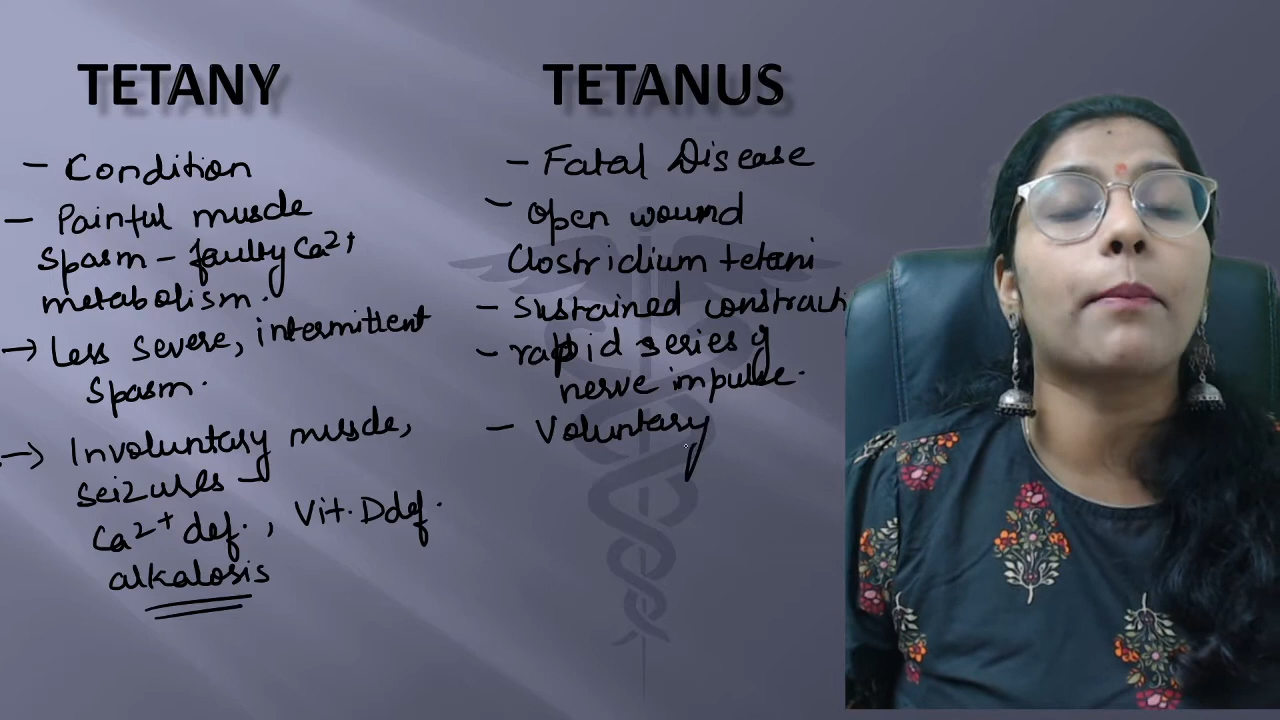 TETANY
- Condition
- Painful muscle
spasm - faulty Ca2+
metabolism.
→ Less severe, intermittent
spasm.
→ Involuntary muscle,
seizures -
Ca2+ def., Vit. D def.
alkalosis
TETANUS
- Fatal Disease
- Open wound
Clostridium tetani
- Sustained constracti
- rapid series of
nerve impulse.
- Voluntary